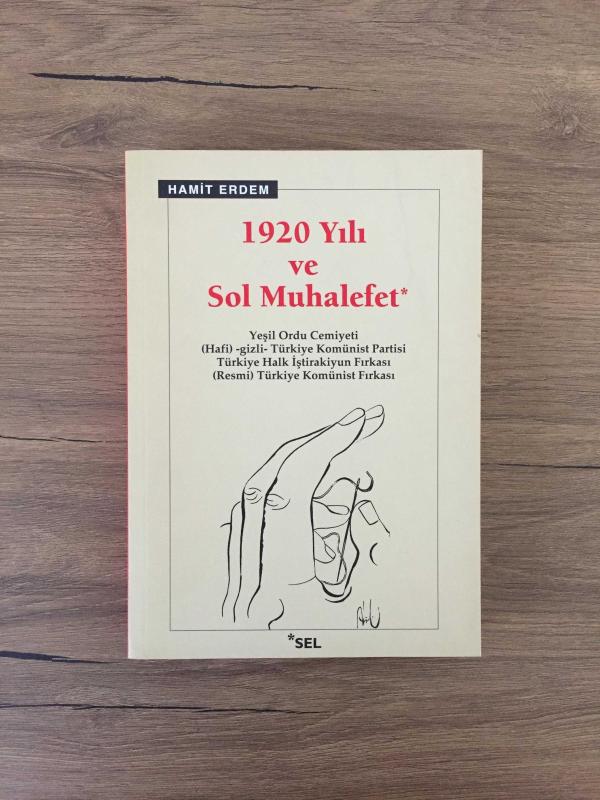 HAMİT ERDEM
1920 Yılı
ve
Sol Muhalefet*
Yeşil Ordu Cemiyeti
(Hafi) -gizli- Türkiye Komünist Partisi
Türkiye Halk İştirakiyun Fırkası
(Resmi) Türkiye Komünist Fırkası
*SEL